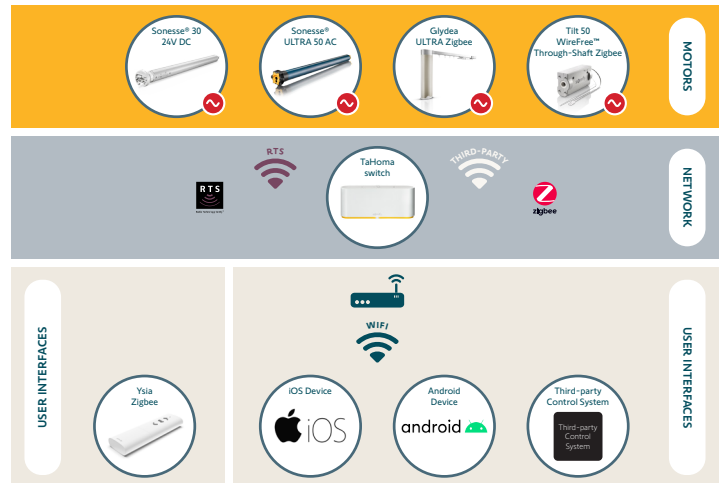 Sonesse® 30
24V DC
Sonesse®
ULTRA 50 AC
Glydea
ULTRA Zigbee
Tilt 50
WireFree™
Through-Shaft Zigbee
MOTORS
RTS
TaHoma
switch
THIRD-PARTY
RTS
zigbee
NETWORK
USER INTERFACES
Ysia
Zigbee
WIFI
iOS Device
iOS
Android
Device
android
Third-party
Control System
Third-party
Control
System
USER INTERFACES